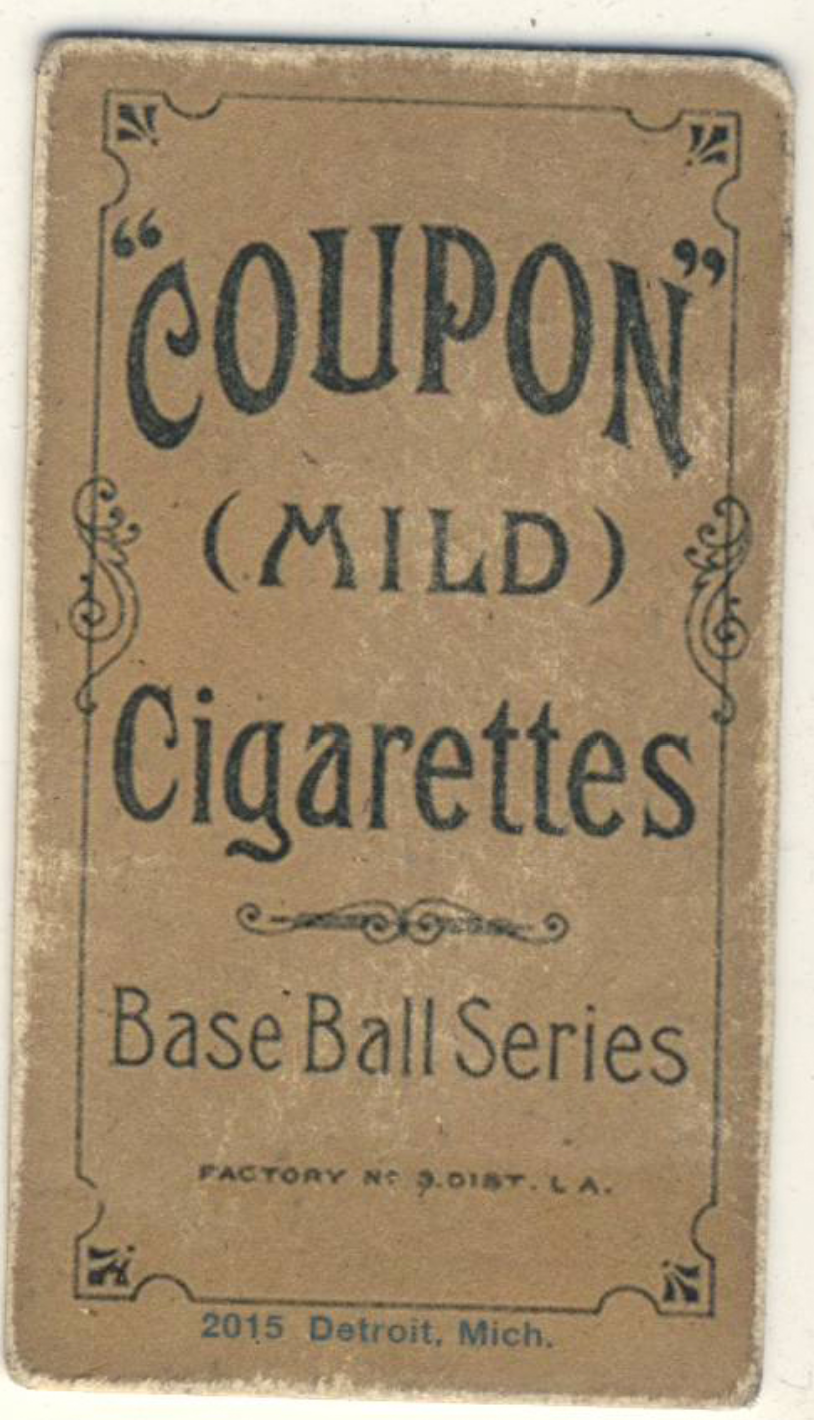 “COUPON”
(MILD)
Cigarettes
Base Ball Series
FACTORY Nº 3. DIST. LA.
2015 Detroit, Mich.